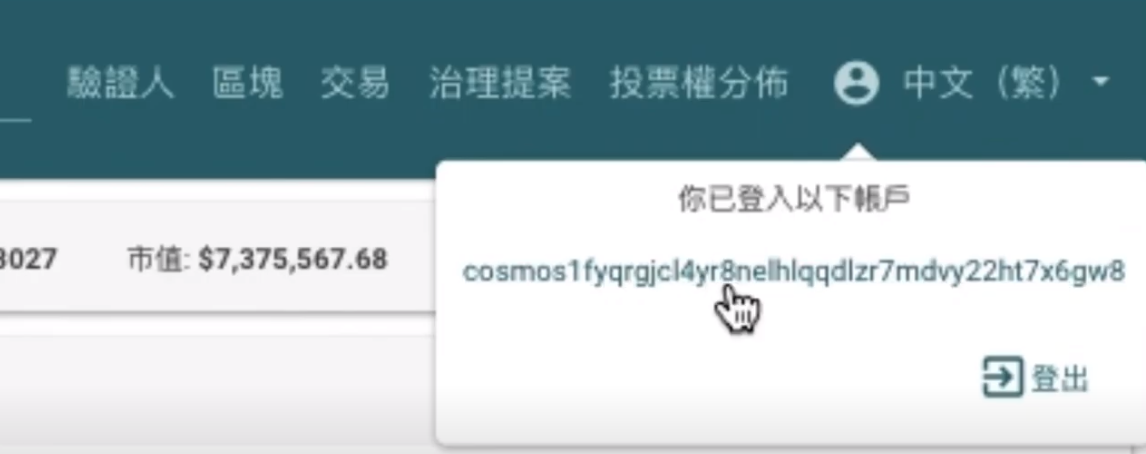 驗證人 區塊 交易 治理提案 投票權分佈 中文（繁）
你已登入以下帳戶
3027 市值: $7,375,567.68
cosmos1fyqrgjcl4yr8nelhlqqdlzr7mdvy22ht7x6gw8
登出